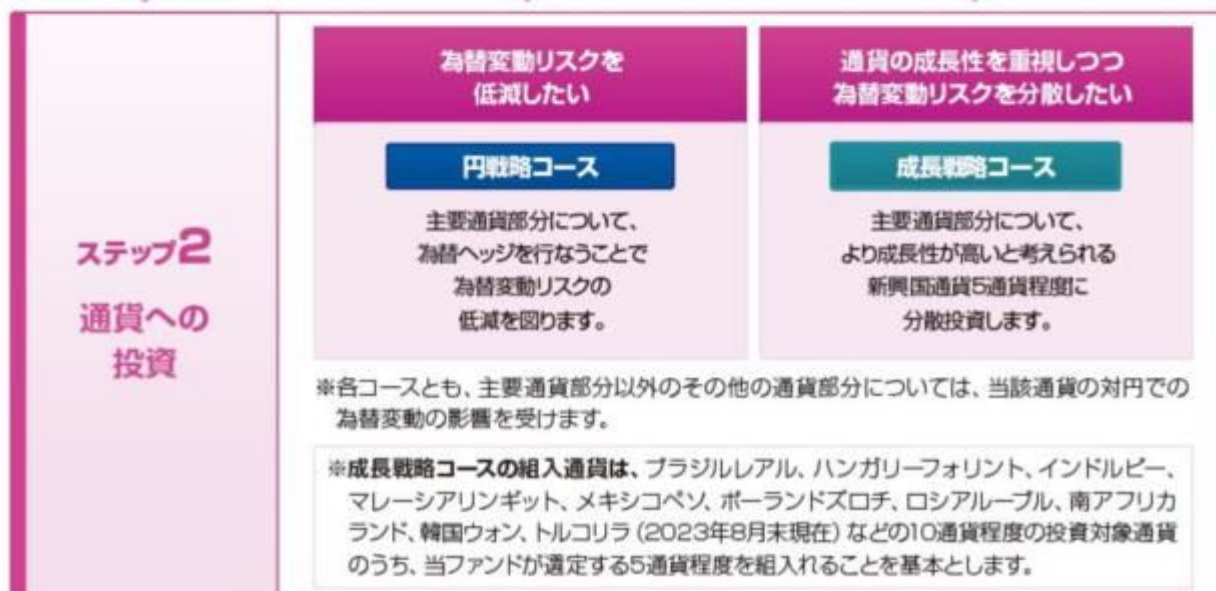 ステップ2
通貨への
投資
為替変動リスクを
低減したい
円戦略コース
主要通貨部分について、
為替ヘッジを行なうことで
為替変動リスクの
低減を図ります。
通貨の成長性を重視しつつ
為替変動リスクを分散したい
成長戦略コース
主要通貨部分について、
より成長性が高いと考えられる
新興国通貨5通貨程度に
分散投資します。
※各コースとも、主要通貨部分以外のその他の通貨部分については、当該通貨の対円での
為替変動の影響を受けます。
※成長戦略コースの組入通貨は、ブラジルレアル、ハンガリーフォリント、インドルピー、
マレーシアリンギット、メキシコペソ、ポーランドズロチ、ロシアルーブル、南アフリカ
ランド、韓国ウォン、トルコリラ（2023年8月末現在）などの10通貨程度の投資対象通貨
のうち、当ファンドが選定する5通貨程度を組入れることを基本とします。